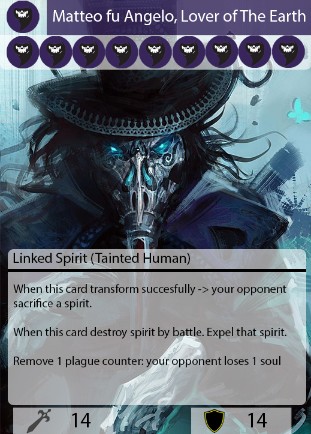 Matteo fu Angelo, Lover of The Earth
Linked Spirit (Tainted Human)
When this card transform succesfully -> your opponent
sacrifice a spirit.
When this card destroy spirit by battle. Expel that spirit.
Remove 1 plague counter: your opponent loses 1 soul
14 14